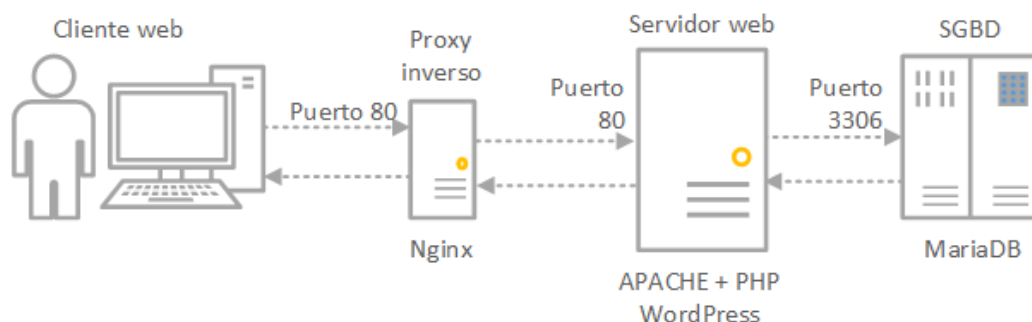 Cliente web
Proxy
inverso
Servidor web
SGBD
Puerto 80
Puerto
80
Puerto
3306
Nginx
APACHE + PHP
WordPress
MariaDB